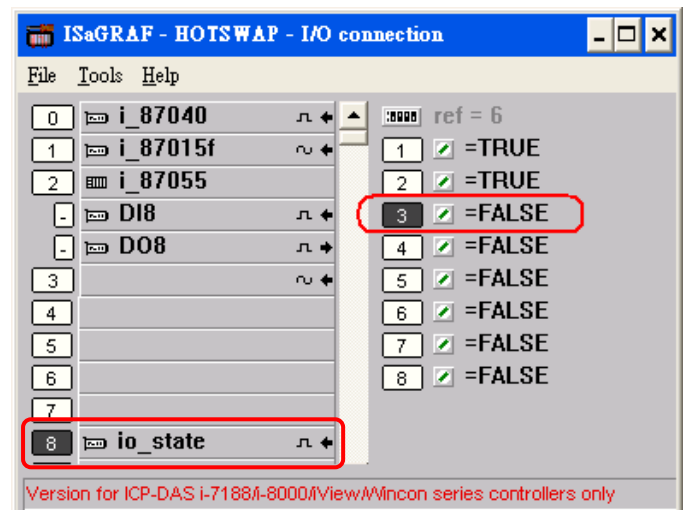 ISaGRAF - HOTSWAP - I/O connection
File Tools Help
0 i_87040
1 i_87015f
2 i_87055
- DI8
- DO8
3
4
5
6
7
8 io_state
ref = 6
1 =TRUE
2 =TRUE
3 =FALSE
4 =FALSE
5 =FALSE
6 =FALSE
7 =FALSE
8 =FALSE
Version for ICP-DAS i-7188/i-8000/iView/Wincon series controllers only